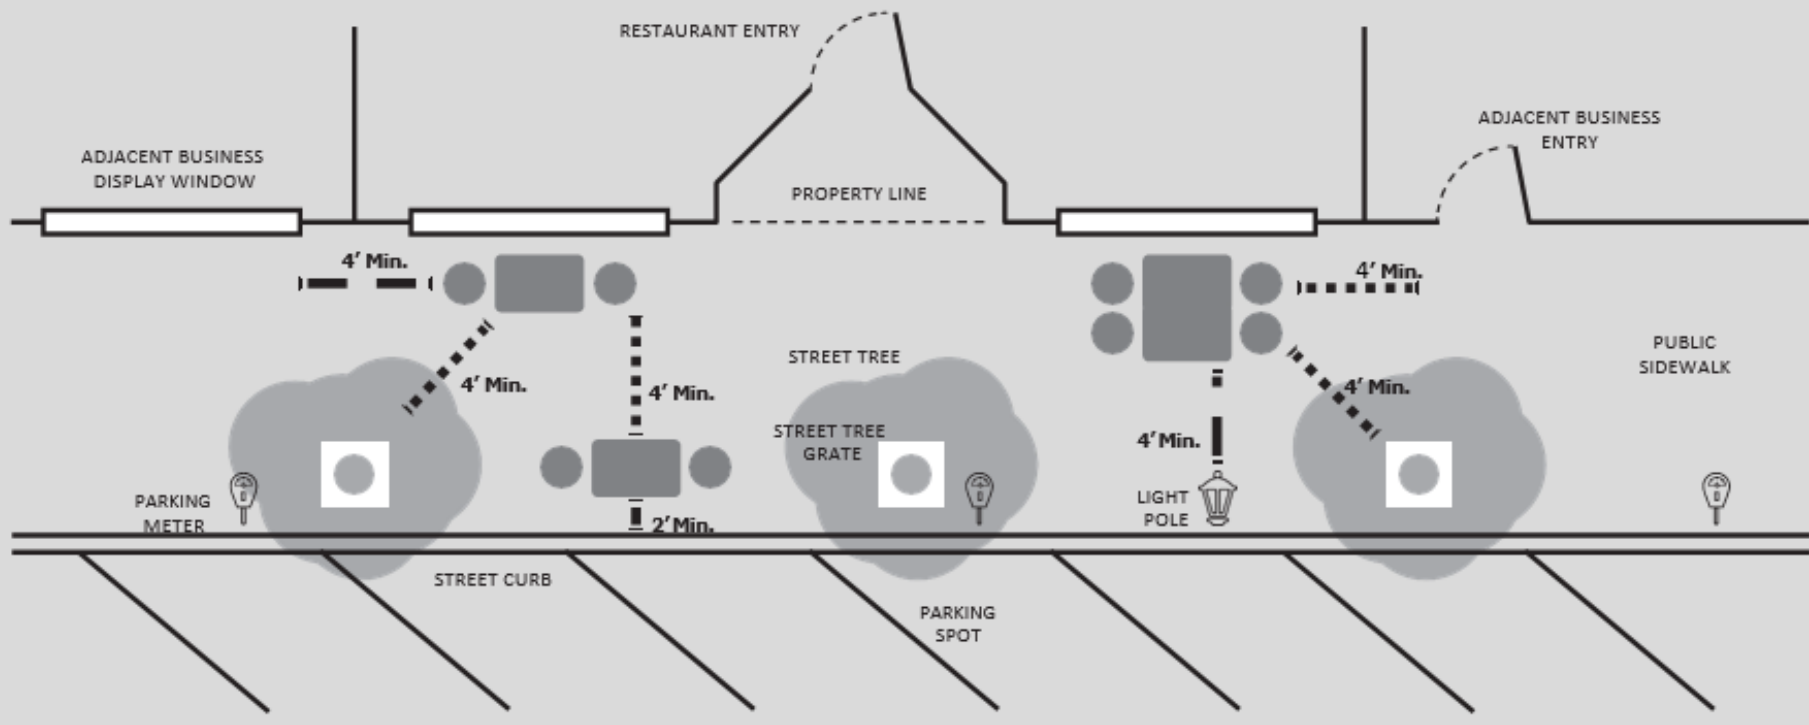 RESTAURANT ENTRY
ADJACENT BUSINESS
ENTRY
ADJACENT BUSINESS
DISPLAY WINDOW
PROPERTY LINE
4' Min.
4' Min.
PUBLIC
SIDEWALK
STREET TREE
4' Min.
4' Min.
4' Min.
STREET TREE
GRATE
4' Min.
PARKING
METER
LIGHT
POLE
2' Min.
STREET CURB
PARKING
SPOT